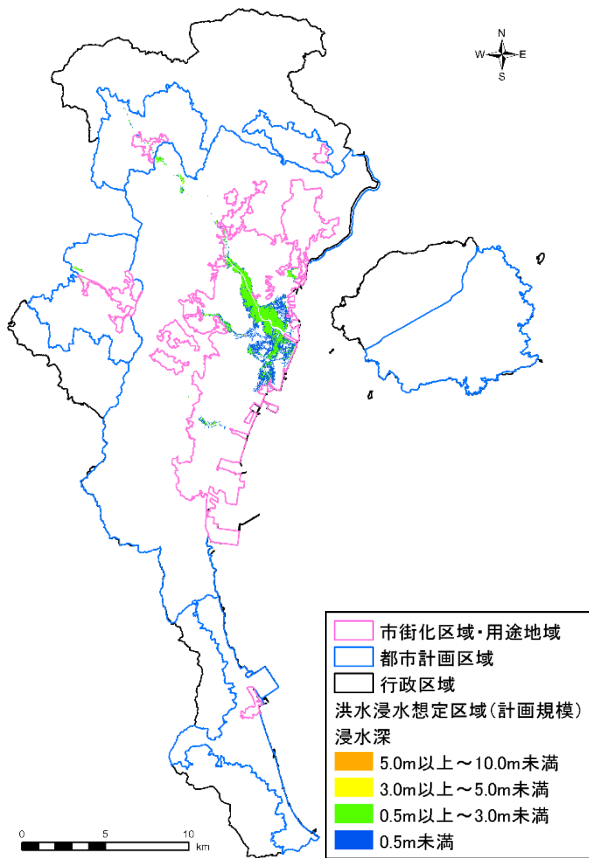 N
W E
S
市街化区域・用途地域
都市計画区域
行政区域
洪水浸水想定区域(計画規模)
浸水深
5.0m以上～10.0m未満
3.0m以上～5.0m未満
0.5m以上～3.0m未満
0.5m未満
0 5 10
km